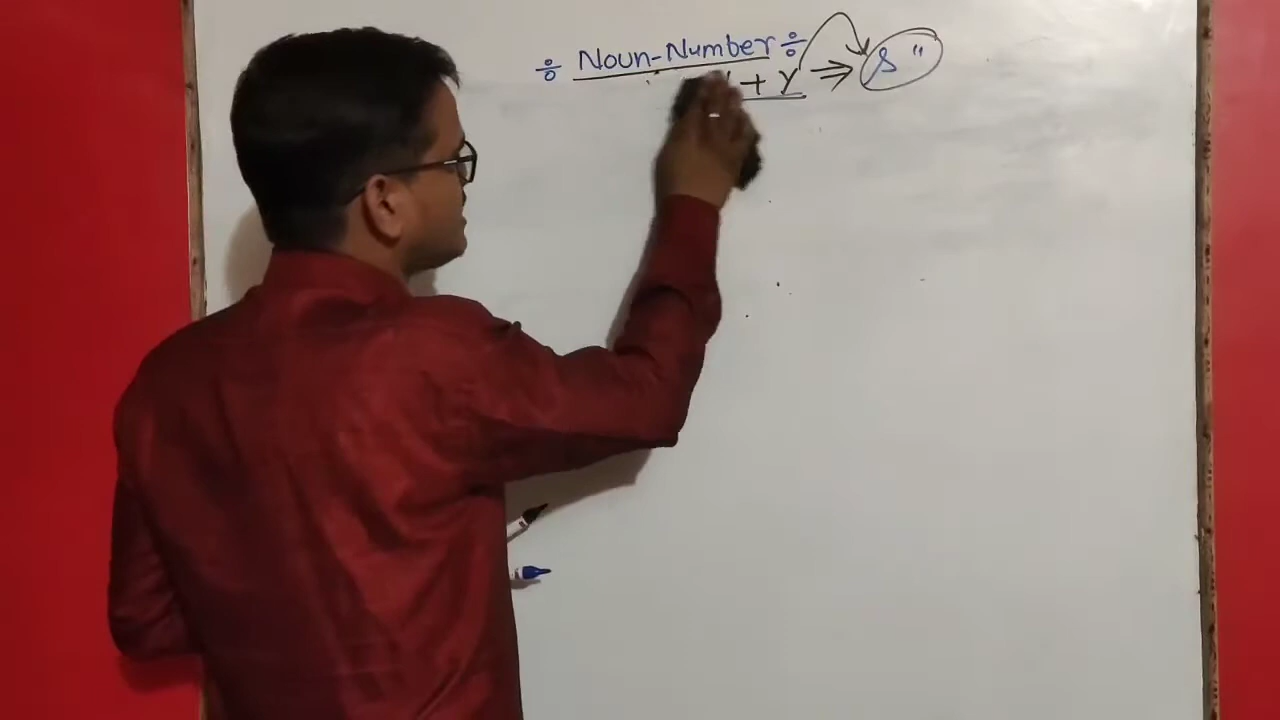 ÷ Noun-Number ÷
" + Y ⇒ s "